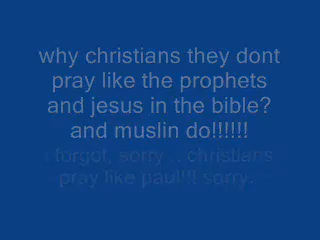 why christians they dont
pray like the prophets
and jesus in the bible?
and muslin do!!!!!!
i forgot, sorry .. christians
pray like paul!!! sorry.